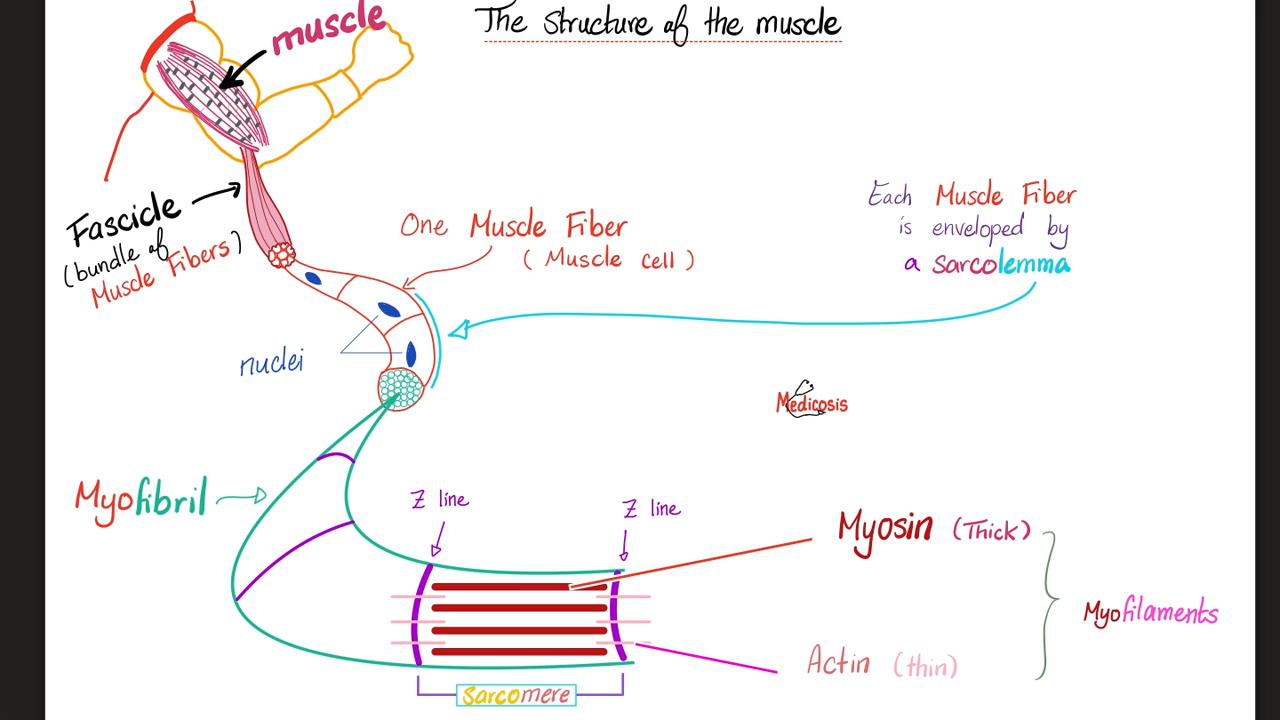 The structure of the muscle
muscle
Fascicle
(bundle of
Muscle Fibers)
One Muscle Fiber
( Muscle cell )
Each Muscle Fiber
is enveloped by
a sarcolemma
nuclei
Medicosis
Myofibril
Z line
Z line
Myosin (Thick)
Myofilaments
Actin (thin)
Sarcomere